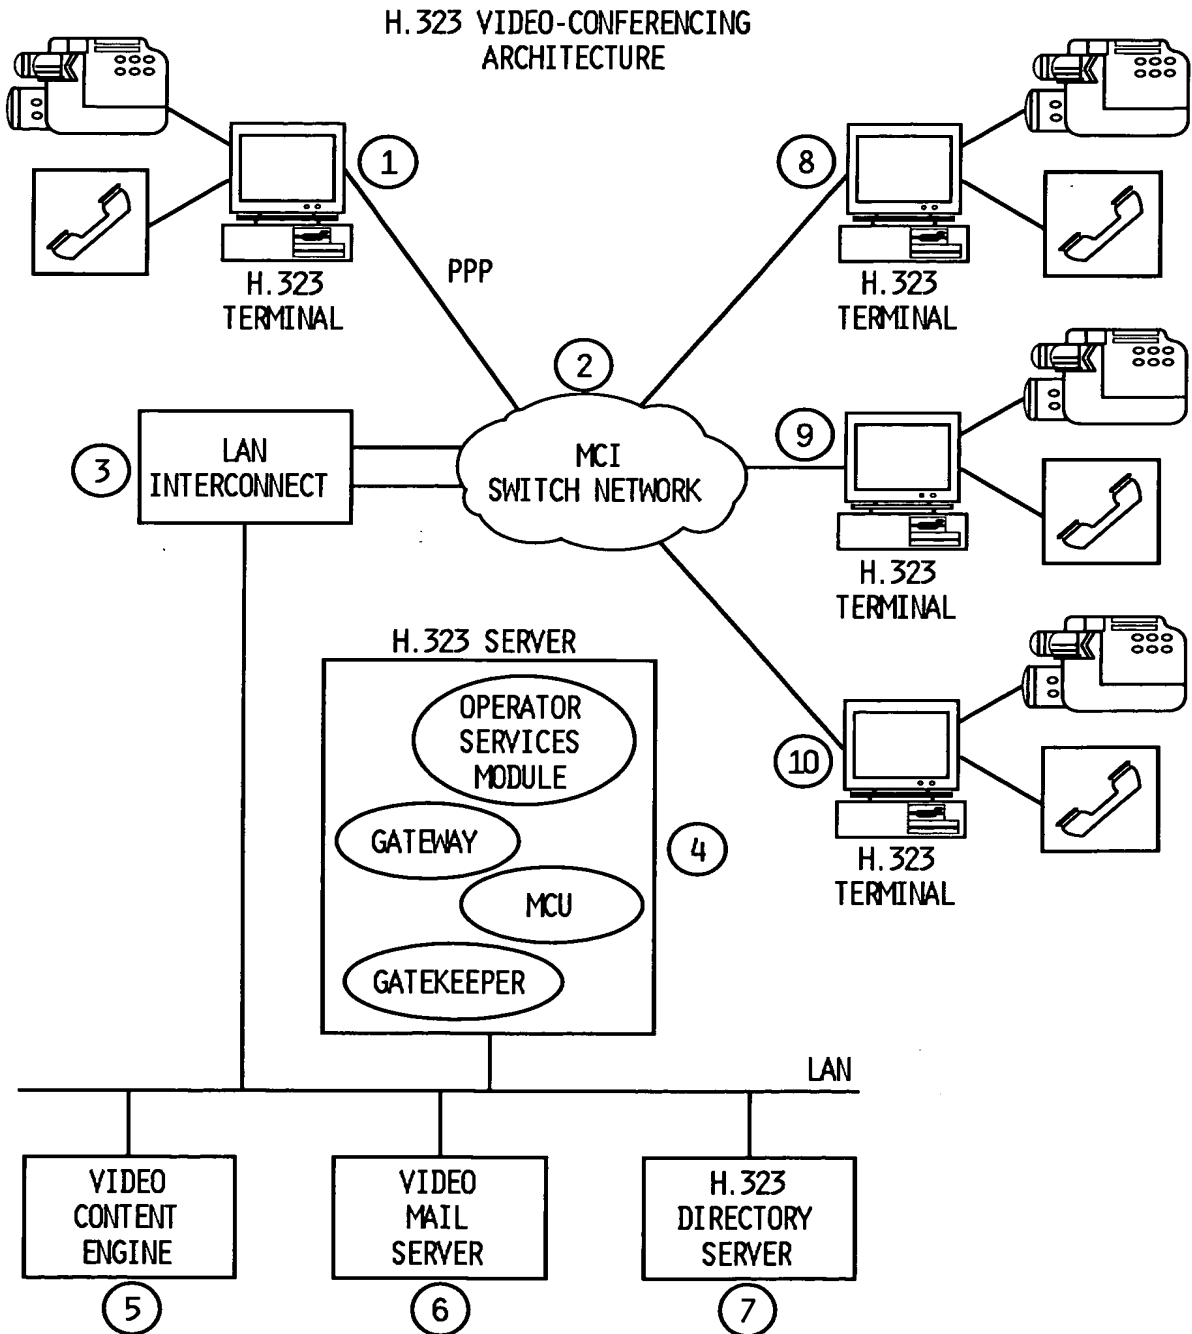 H.323 VIDEO-CONFERENCING
ARCHITECTURE
1
H.323
TERMINAL
PPP
8
H.323
TERMINAL
2
MCI
SWITCH NETWORK
3
LAN
INTERCONNECT
9
H.323
TERMINAL
H.323 SERVER
OPERATOR
SERVICES
MODULE
GATEWAY
MCU
GATEKEEPER
4
10
H.323
TERMINAL
LAN
VIDEO
CONTENT
ENGINE
5
VIDEO
MAIL
SERVER
6
H.323
DIRECTORY
SERVER
7